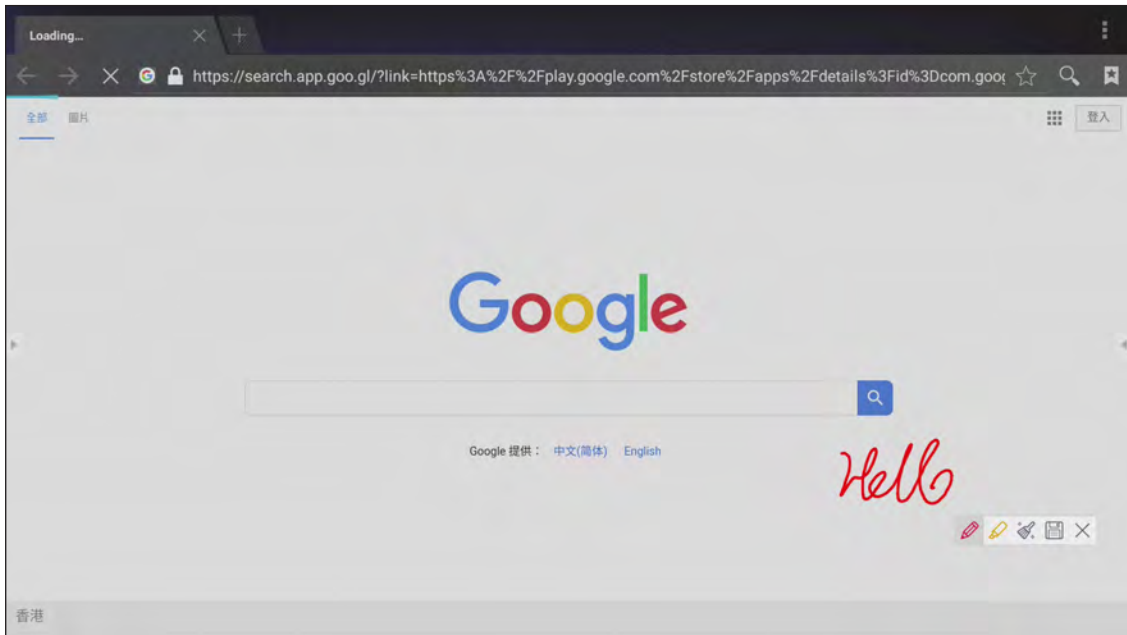 Loading...
https://search.app.goo.gl/?link=https%3A%2F%2Fplay.google.com%2Fstore%2Fapps%2Fdetails%3Fid%3Dcom.goog
全部 圖片 登入
Google
Google 提供： 中文(简体) English
Hello
香港